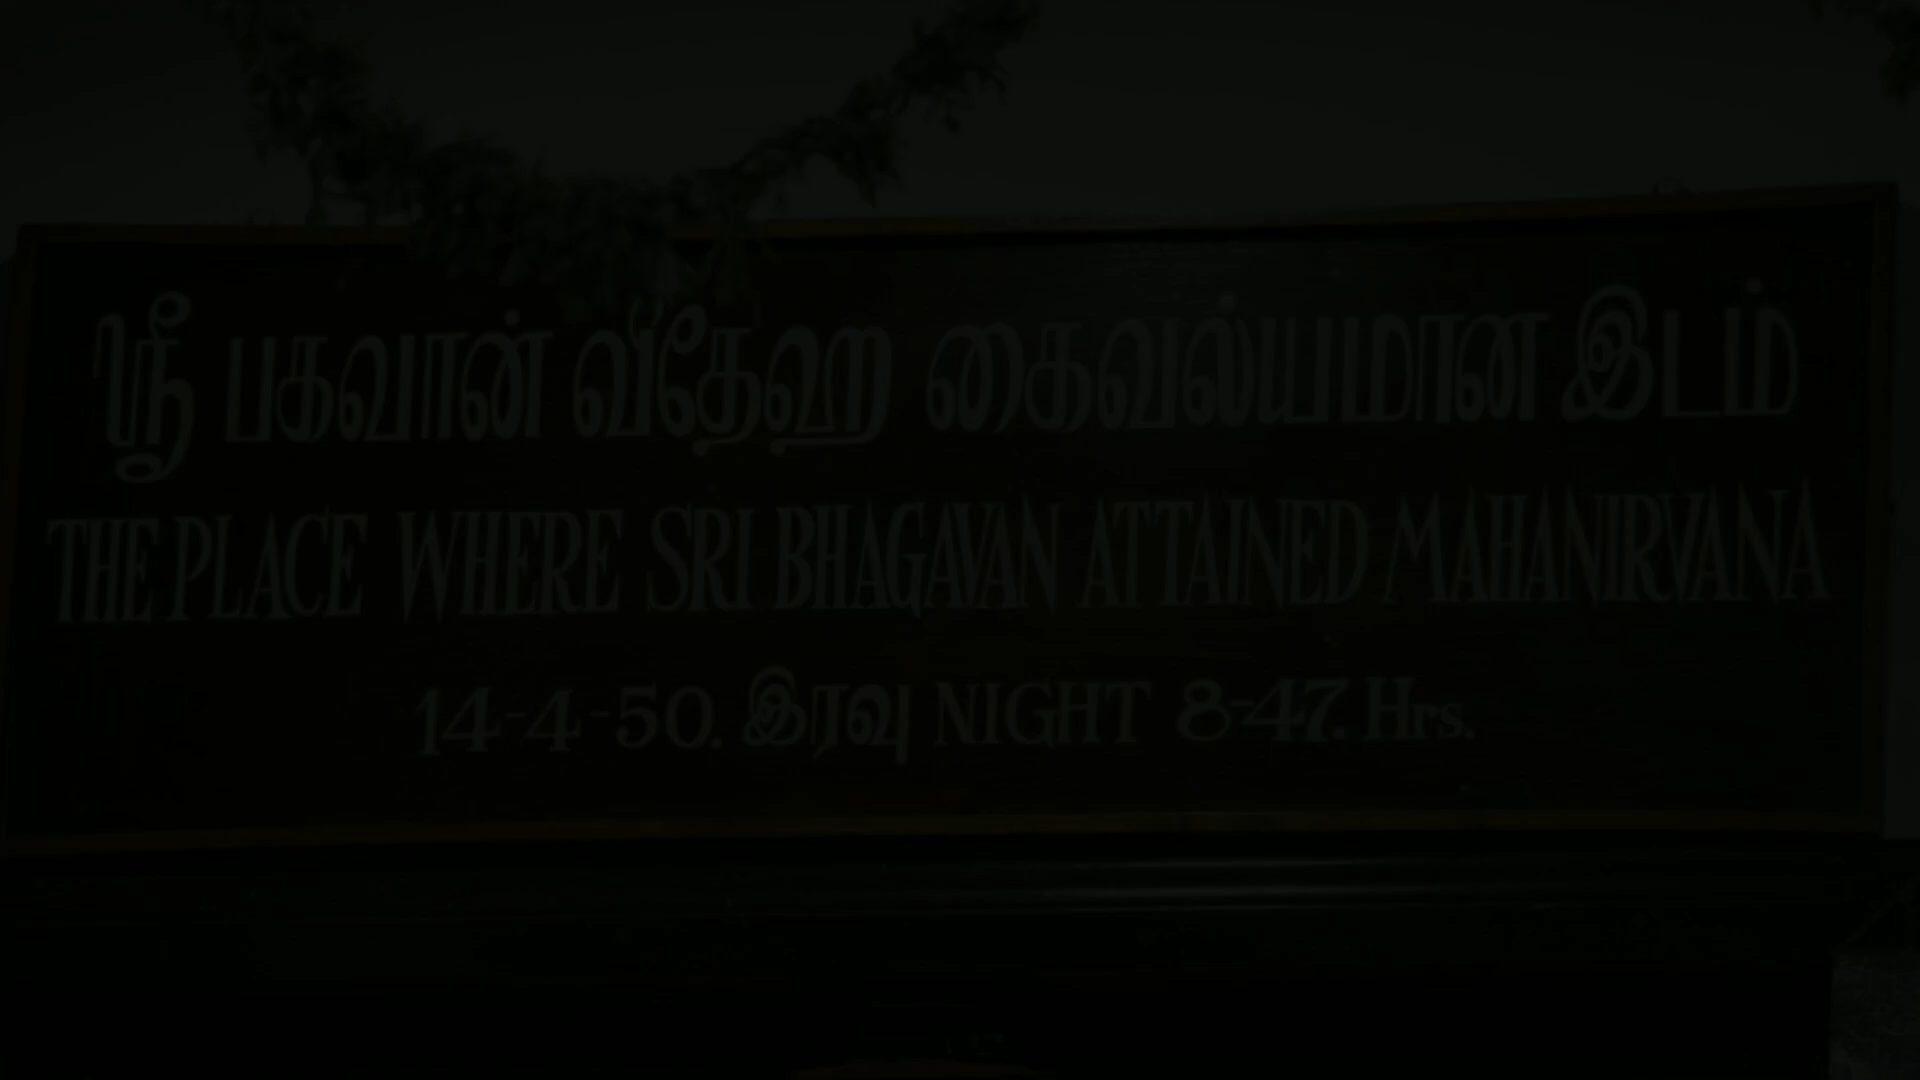 ஸ்ரீ பகவான் விதேஹ கைவல்யமான இடம்
THE PLACE WHERE SRI BHAGAVAN ATTAINED MAHANIRVANA
14-4-50. இரவு NIGHT 8-47. Hrs.